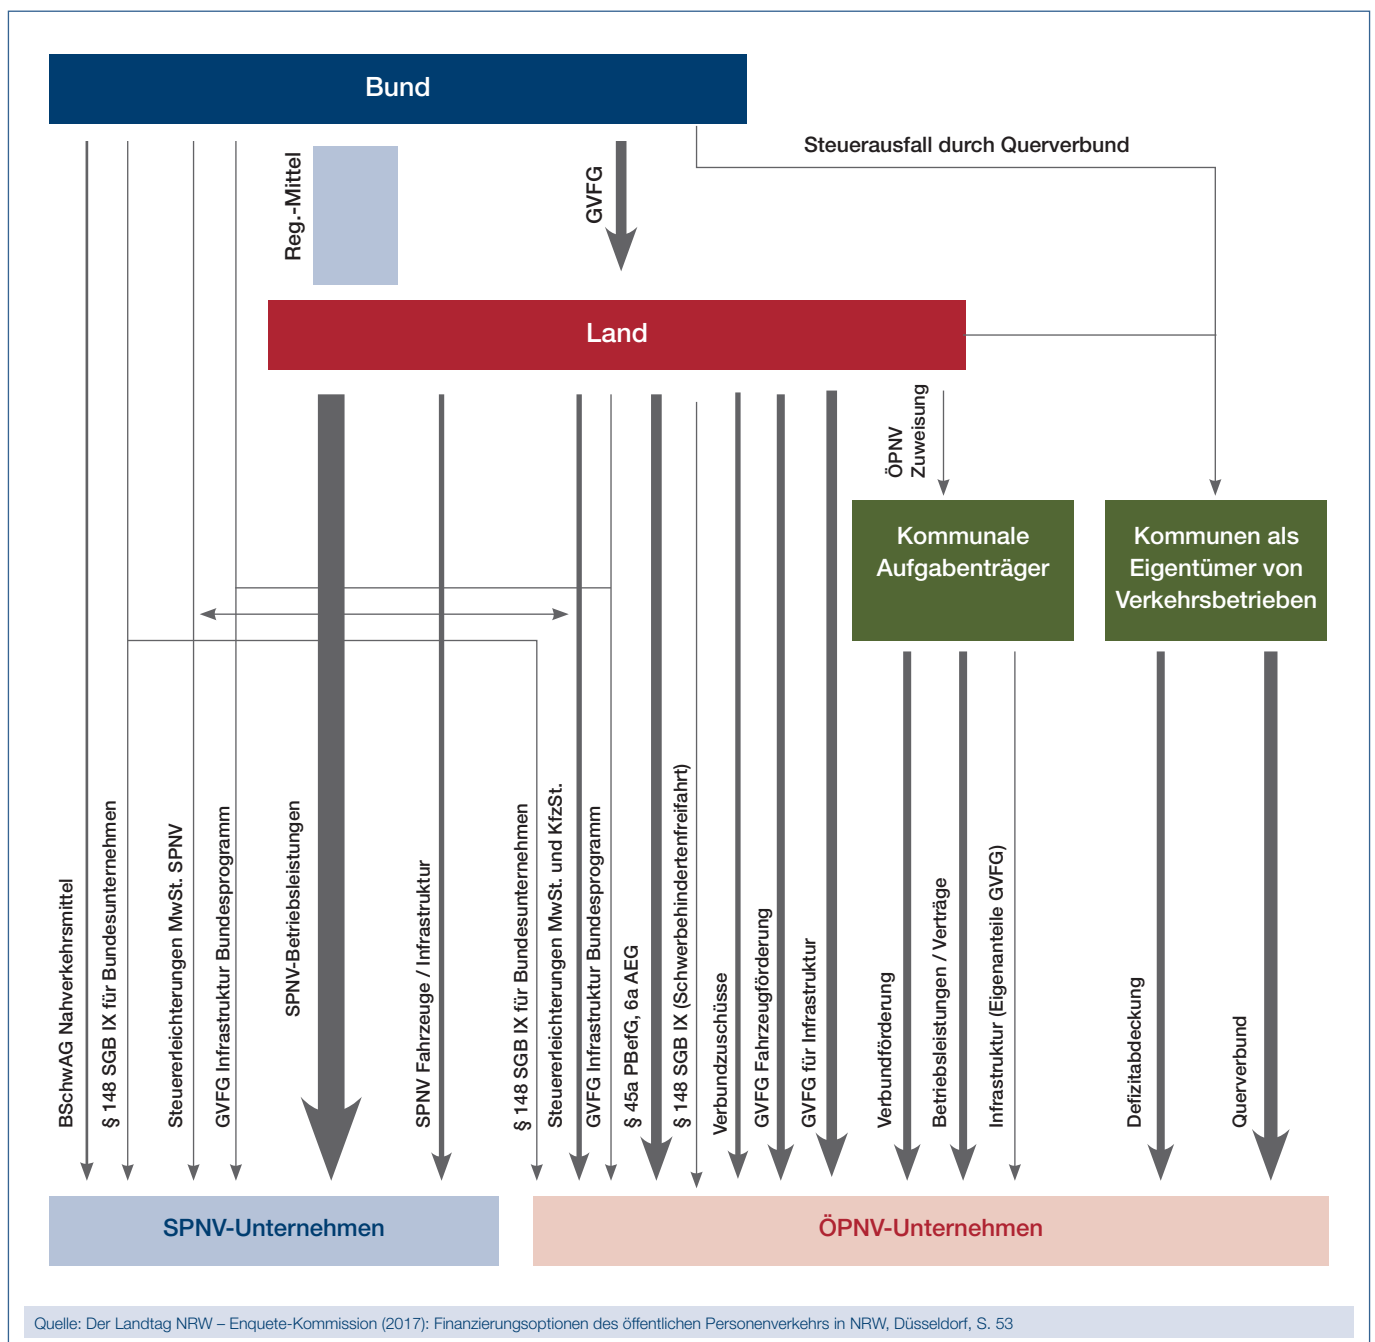 Bund
Steuerausfall durch Querverbund
Reg.-Mittel
GVFG
Land
ÖPNV
Zuweisung
Kommunale
Aufgabenträger
Kommunen als
Eigentümer von
Verkehrsbetrieben
BSchwAG Nahverkehrsmittel
§ 148 SGB IX für Bundesunternehmen
Steuererleichterungen MwSt. SPNV
GVFG Infrastruktur Bundesprogramm
SPNV-Betriebsleistungen
SPNV Fahrzeuge / Infrastruktur
§ 148 SGB IX für Bundesunternehmen
Steuererleichterungen MwSt. und KfzSt.
GVFG Infrastruktur Bundesprogramm
§ 45a PBefG, 6a AEG
§ 148 SGB IX (Schwerbehindertenfreifahrt)
Verbundzuschüsse
GVFG Fahrzeugförderung
GVFG für Infrastruktur
Verbundförderung
Betriebsleistungen / Verträge
Infrastruktur (Eigenanteile GVFG)
Defizitabdeckung
Querverbund
SPNV-Unternehmen
ÖPNV-Unternehmen
Quelle: Der Landtag NRW – Enquete-Kommission (2017): Finanzierungsoptionen des öffentlichen Personenverkehrs in NRW, Düsseldorf, S. 53